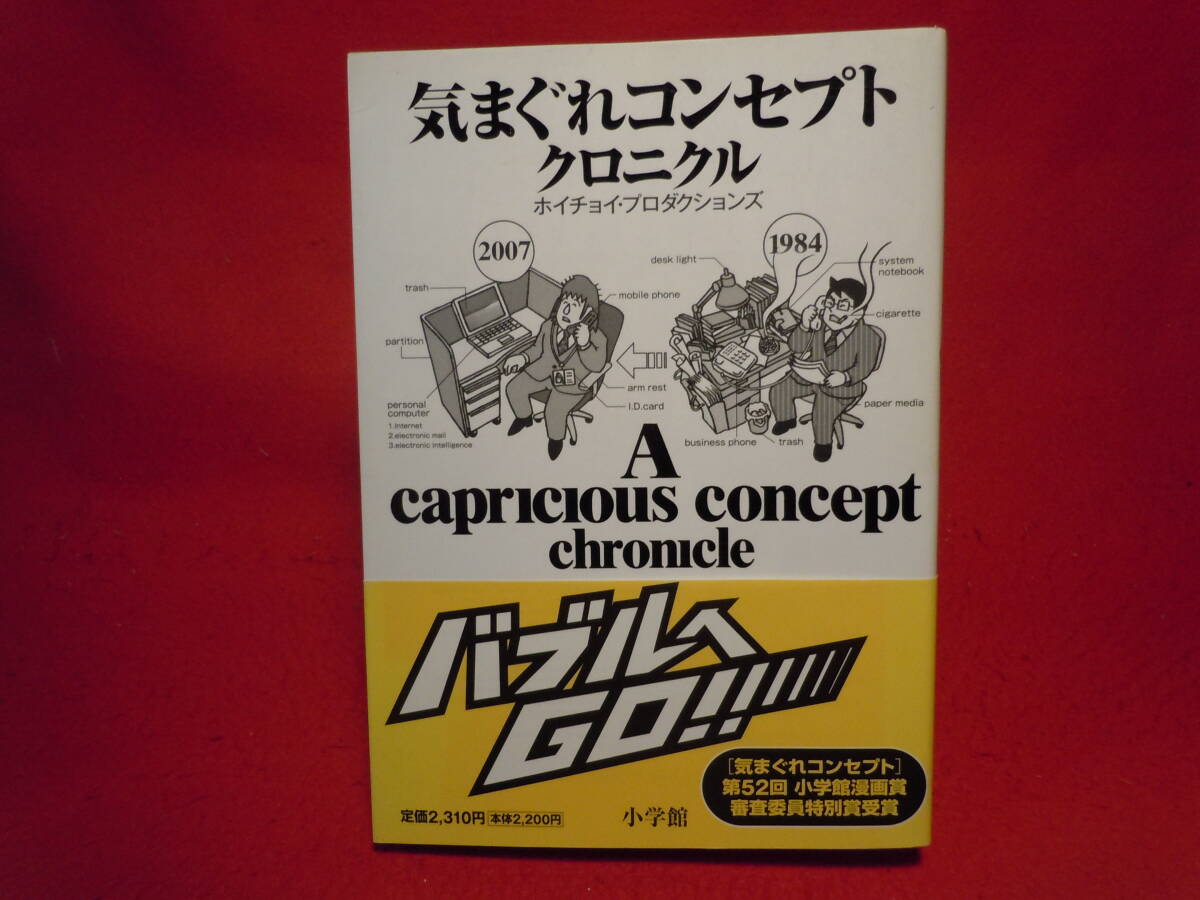 気まぐれコンセプト
クロニクル
ホイチョイ・プロダクションズ
2007
trash
mobile phone
partition
arm rest
I.D.card
personal
computer
1.Internet
2.electronic mail
3.electronic intelligence
1984
desk light
system
notebook
cigarette
paper media
business phone
trash
A
capricious concept
chronicle
バブルへ
GO!!
[気まぐれコンセプト]
第52回 小学館漫画賞
審査委員特別賞受賞
定価2,310円 本体2,200円
小学館